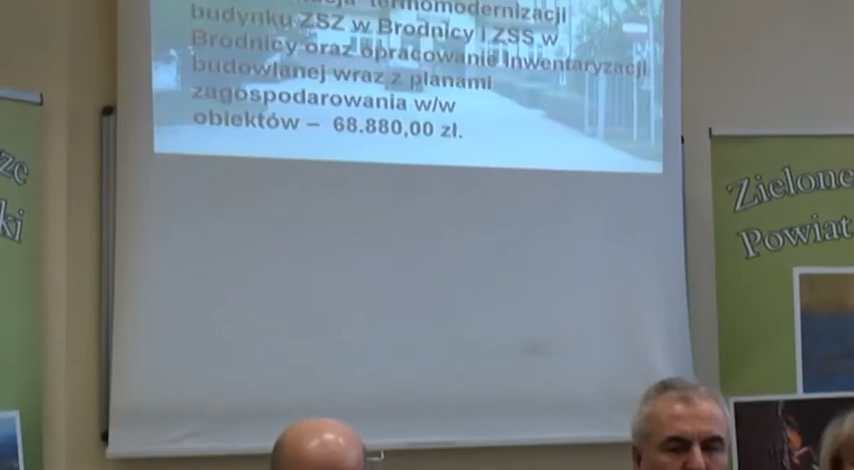 termomodernizacji
budynku ZSZ w Brodnicy i ZSS w
Brodnicy oraz opracowanie Inwentaryzacji
budowlanej wraz z planami
zagospodarowania w/w
obiektów – 68.880,00 zł.
Zielone
Powiat